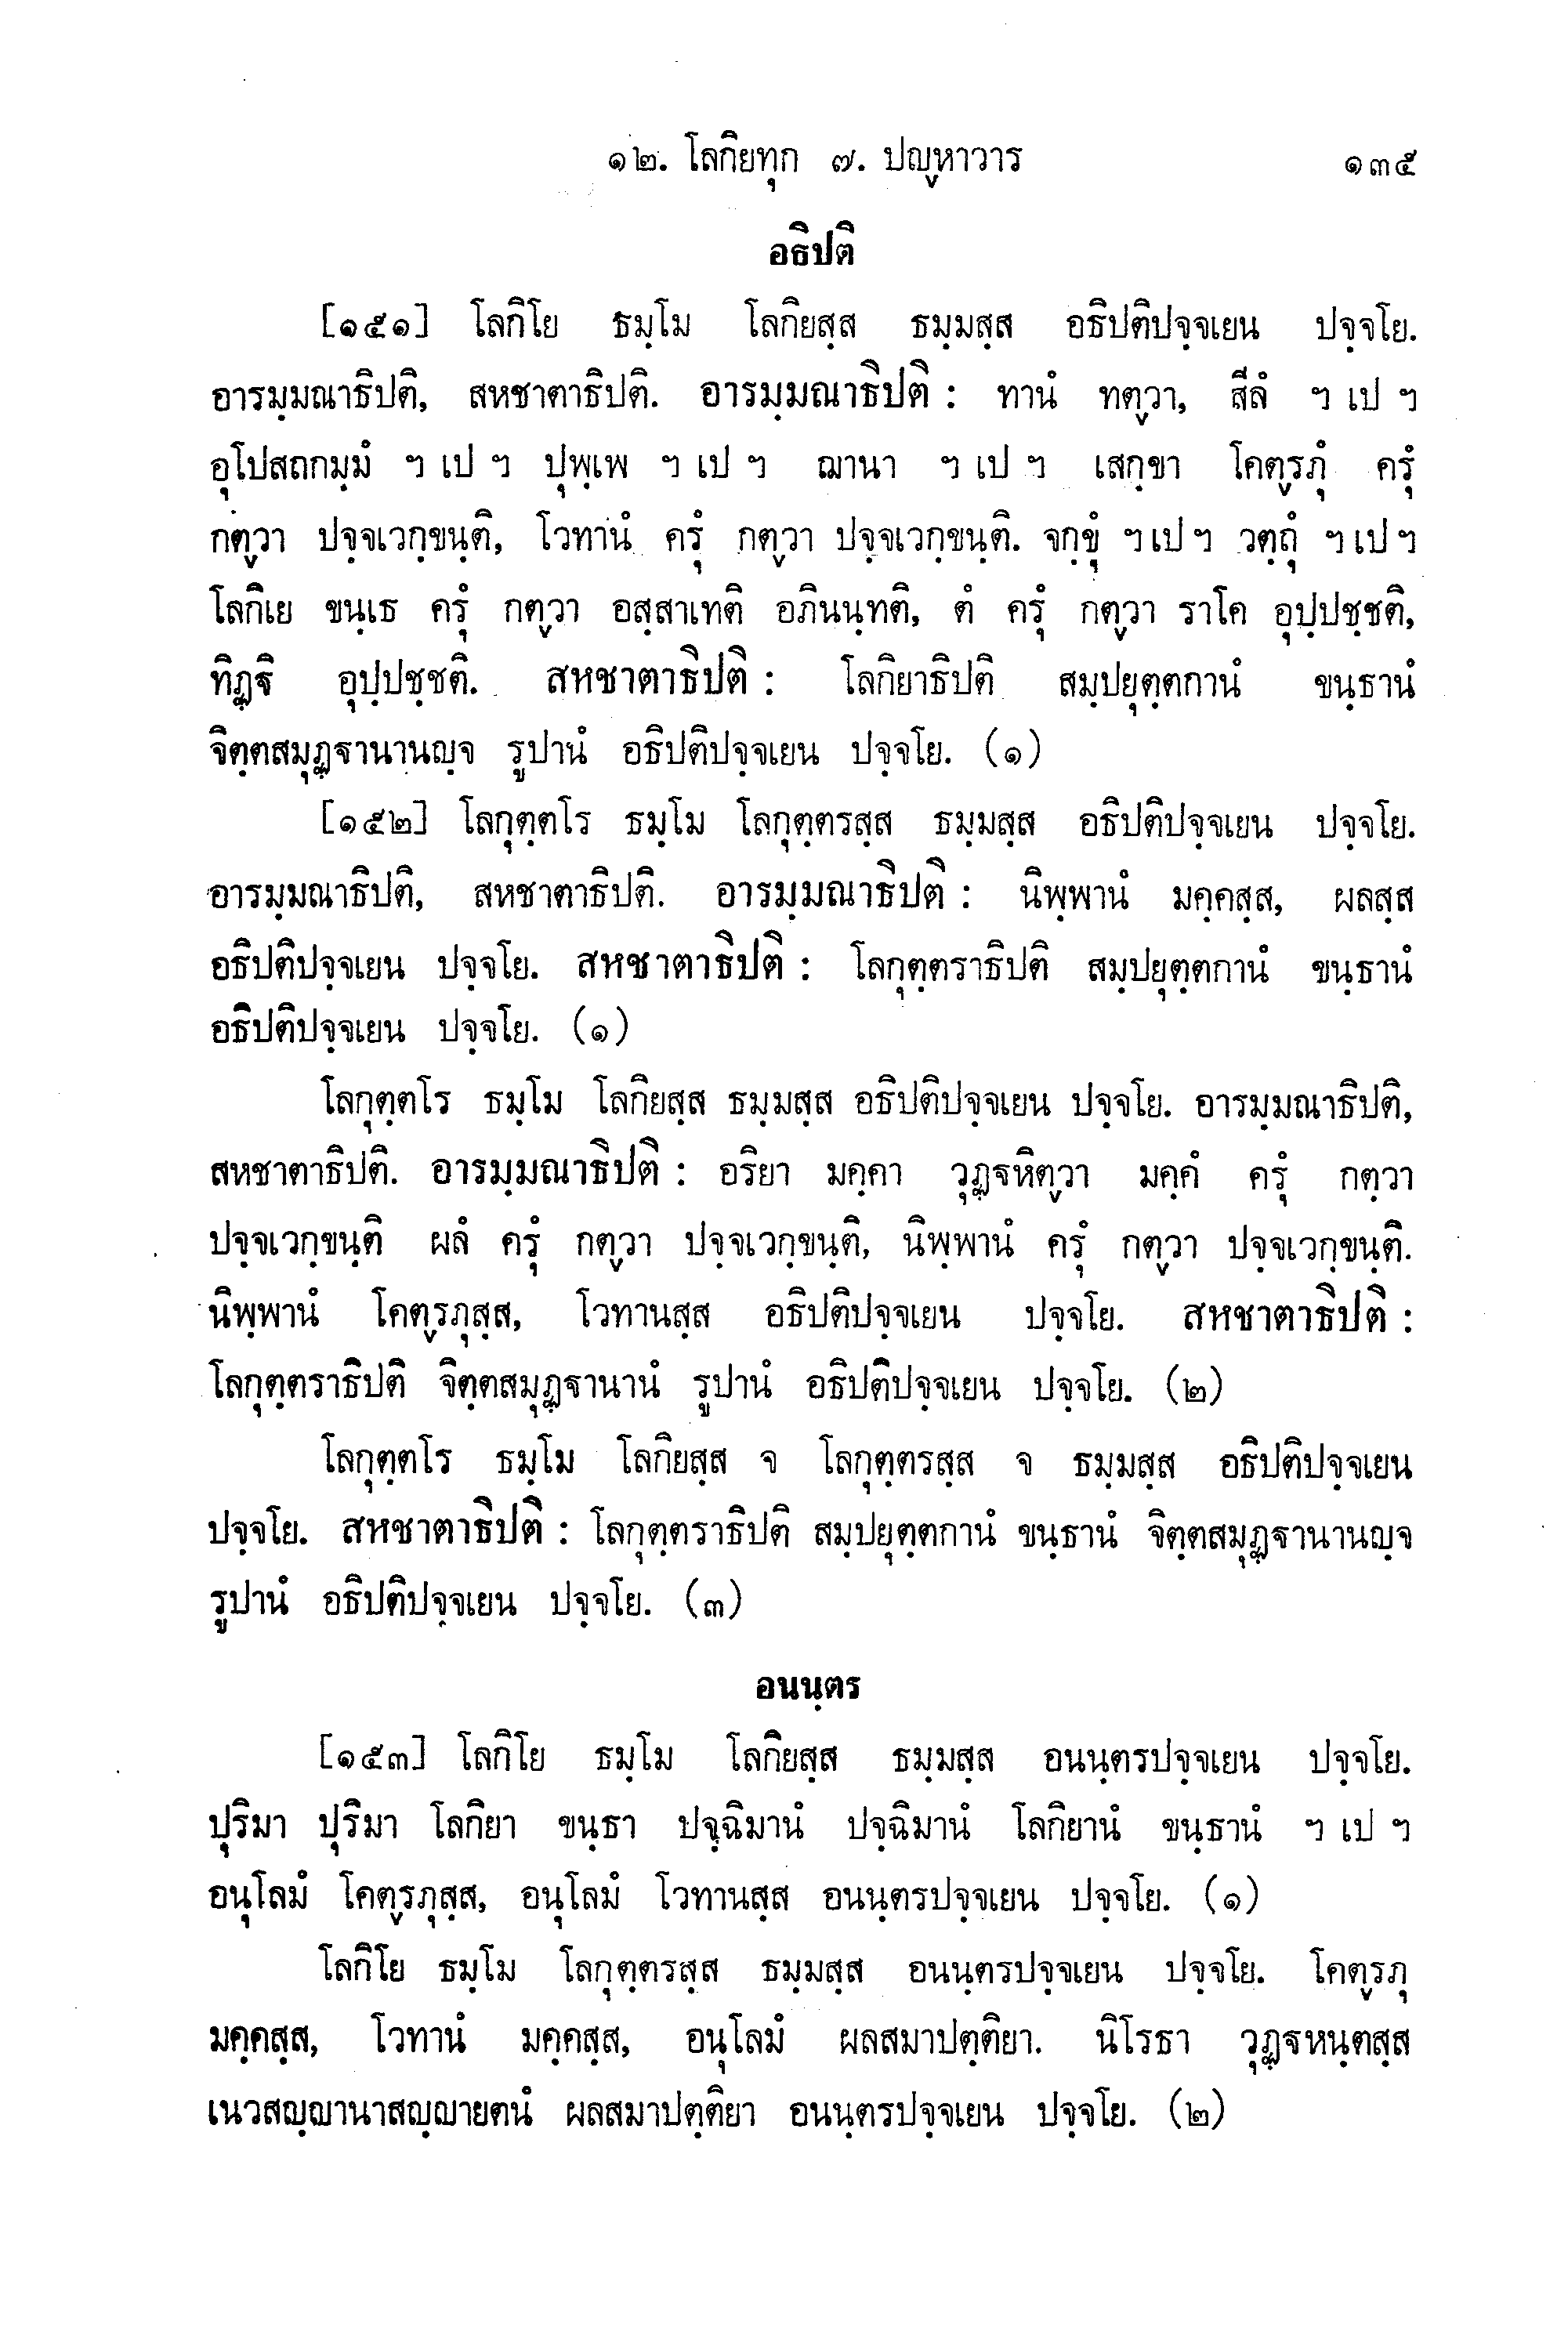 ๑๒. โลกิยทุก ๗. ปญฺหาวาร ๑๓๕
อธิปติ
[๑๕๑] โลกิโย ธมฺโม โลกิยสฺส ธมฺมสฺส อธิปติปจฺจเยน ปจฺจโย.
อารมฺมณาธิปติ, สหชาตาธิปติ. อารมฺมณาธิปติ : ทานํ ทตฺวา, สีลํ ฯ เป ฯ
อุโปสถกมฺมํ ฯ เป ฯ ปุพฺเพ ฯ เป ฯ ฌานา ฯ เป ฯ เสกฺขา โคตฺรภุํ ครุํ
กตฺวา ปจฺจเวกฺขนฺติ, โวทานํ ครุํ กตฺวา ปจฺจเวกฺขนฺติ. จกฺขุํ ฯ เป ฯ วตฺถุํ ฯ เป ฯ
โลกิเย ขนฺเธ ครุํ กตฺวา อสฺสาเทติ อภินนฺทติ, ตํ ครุํ กตฺวา ราโค อุปฺปชฺชติ,
ทิฏฺฐิ อุปฺปชฺชติ. สหชาตาธิปติ : โลกิยาธิปติ สมฺปยุตฺตกานํ ขนฺธานํ
จิตฺตสมุฏฺฐานานญฺจ รูปานํ อธิปติปจฺจเยน ปจฺจโย. (๑)
[๑๕๒] โลกุตฺตโร ธมฺโม โลกุตฺตรสฺส ธมฺมสฺส อธิปติปจฺจเยน ปจฺจโย.
อารมฺมณาธิปติ, สหชาตาธิปติ. อารมฺมณาธิปติ : นิพฺพานํ มคฺคสฺส, ผลสฺส
อธิปติปจฺจเยน ปจฺจโย. สหชาตาธิปติ : โลกุตฺตราธิปติ สมฺปยุตฺตกานํ ขนฺธานํ
อธิปติปจฺจเยน ปจฺจโย. (๑)
โลกุตฺตโร ธมฺโม โลกิยสฺส ธมฺมสฺส อธิปติปจฺจเยน ปจฺจโย. อารมฺมณาธิปติ,
สหชาตาธิปติ. อารมฺมณาธิปติ : อริยา มคฺคา วุฏฺฐหิตฺวา มคฺคํ ครุํ กตฺวา
ปจฺจเวกฺขนฺติ ผลํ ครุํ กตฺวา ปจฺจเวกฺขนฺติ, นิพฺพานํ ครุํ กตฺวา ปจฺจเวกฺขนฺติ.
นิพฺพานํ โคตฺรภุสฺส, โวทานสฺส อธิปติปจฺจเยน ปจฺจโย. สหชาตาธิปติ :
โลกุตฺตราธิปติ จิตฺตสมุฏฺฐานานํ รูปานํ อธิปติปจฺจเยน ปจฺจโย. (๒)
โลกุตฺตโร ธมฺโม โลกิยสฺส จ โลกุตฺตรสฺส จ ธมฺมสฺส อธิปติปจฺจเยน
ปจฺจโย. สหชาตาธิปติ : โลกุตฺตราธิปติ สมฺปยุตฺตกานํ ขนฺธานํ จิตฺตสมุฏฺฐานานญฺจ
รูปานํ อธิปติปจฺจเยน ปจฺจโย. (๓)
อนนฺตร
[๑๕๓] โลกิโย ธมฺโม โลกิยสฺส ธมฺมสฺส อนนฺตรปจฺจเยน ปจฺจโย.
ปุริมา ปุริมา โลกิยา ขนฺธา ปจฺฉิมานํ ปจฺฉิมานํ โลกิยานํ ขนฺธานํ ฯ เป ฯ
อนุโลมํ โคตฺรภุสฺส, อนุโลมํ โวทานสฺส อนนฺตรปจฺจเยน ปจฺจโย. (๑)
โลกิโย ธมฺโม โลกุตฺตรสฺส ธมฺมสฺส อนนฺตรปจฺจเยน ปจฺจโย. โคตฺรภุ
มคฺคสฺส, โวทานํ มคฺคสฺส, อนุโลมํ ผลสมาปตฺติยา. นิโรธา วุฏฺฐหนฺตสฺส
เนวสญฺญานาสญฺญายตนํ ผลสมาปตฺติยา อนนฺตรปจฺจเยน ปจฺจโย. (๒)